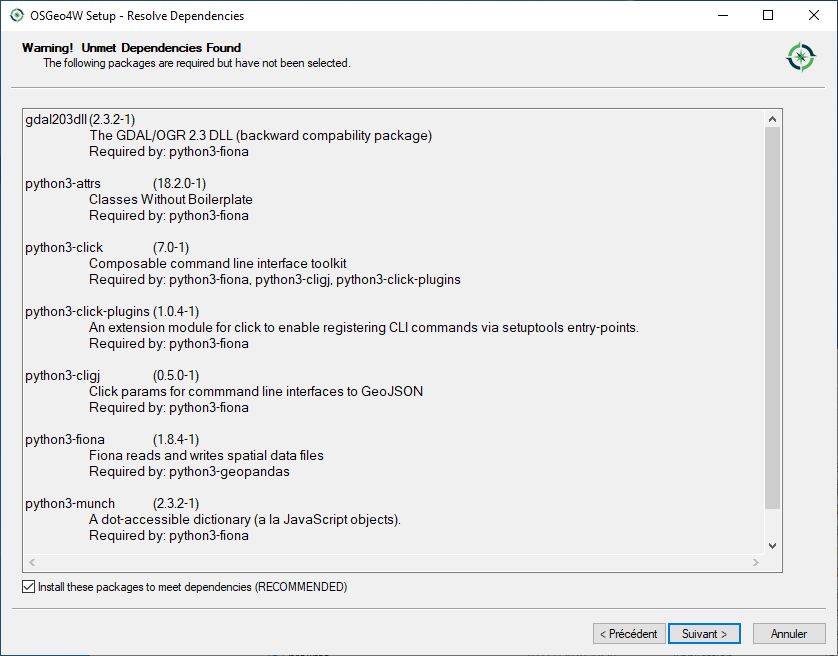 OSGeo4W Setup - Resolve Dependencies
Warning! Unmet Dependencies Found
The following packages are required but have not been selected.
gdal203dll (2.3.2-1)
The GDAL/OGR 2.3 DLL (backward compability package)
Required by: python3-fiona
python3-attrs (18.2.0-1)
Classes Without Boilerplate
Required by: python3-fiona
python3-click (7.0-1)
Composable command line interface toolkit
Required by: python3-fiona, python3-cligj, python3-click-plugins
python3-click-plugins (1.0.4-1)
An extension module for click to enable registering CLI commands via setuptools entry-points.
Required by: python3-fiona
python3-cligj (0.5.0-1)
Click params for commmand line interfaces to GeoJSON
Required by: python3-fiona
python3-fiona (1.8.4-1)
Fiona reads and writes spatial data files
Required by: python3-geopandas
python3-munch (2.3.2-1)
A dot-accessible dictionary (a la JavaScript objects).
Required by: python3-fiona
Install these packages to meet dependencies (RECOMMENDED)
< Précédent Suivant > Annuler